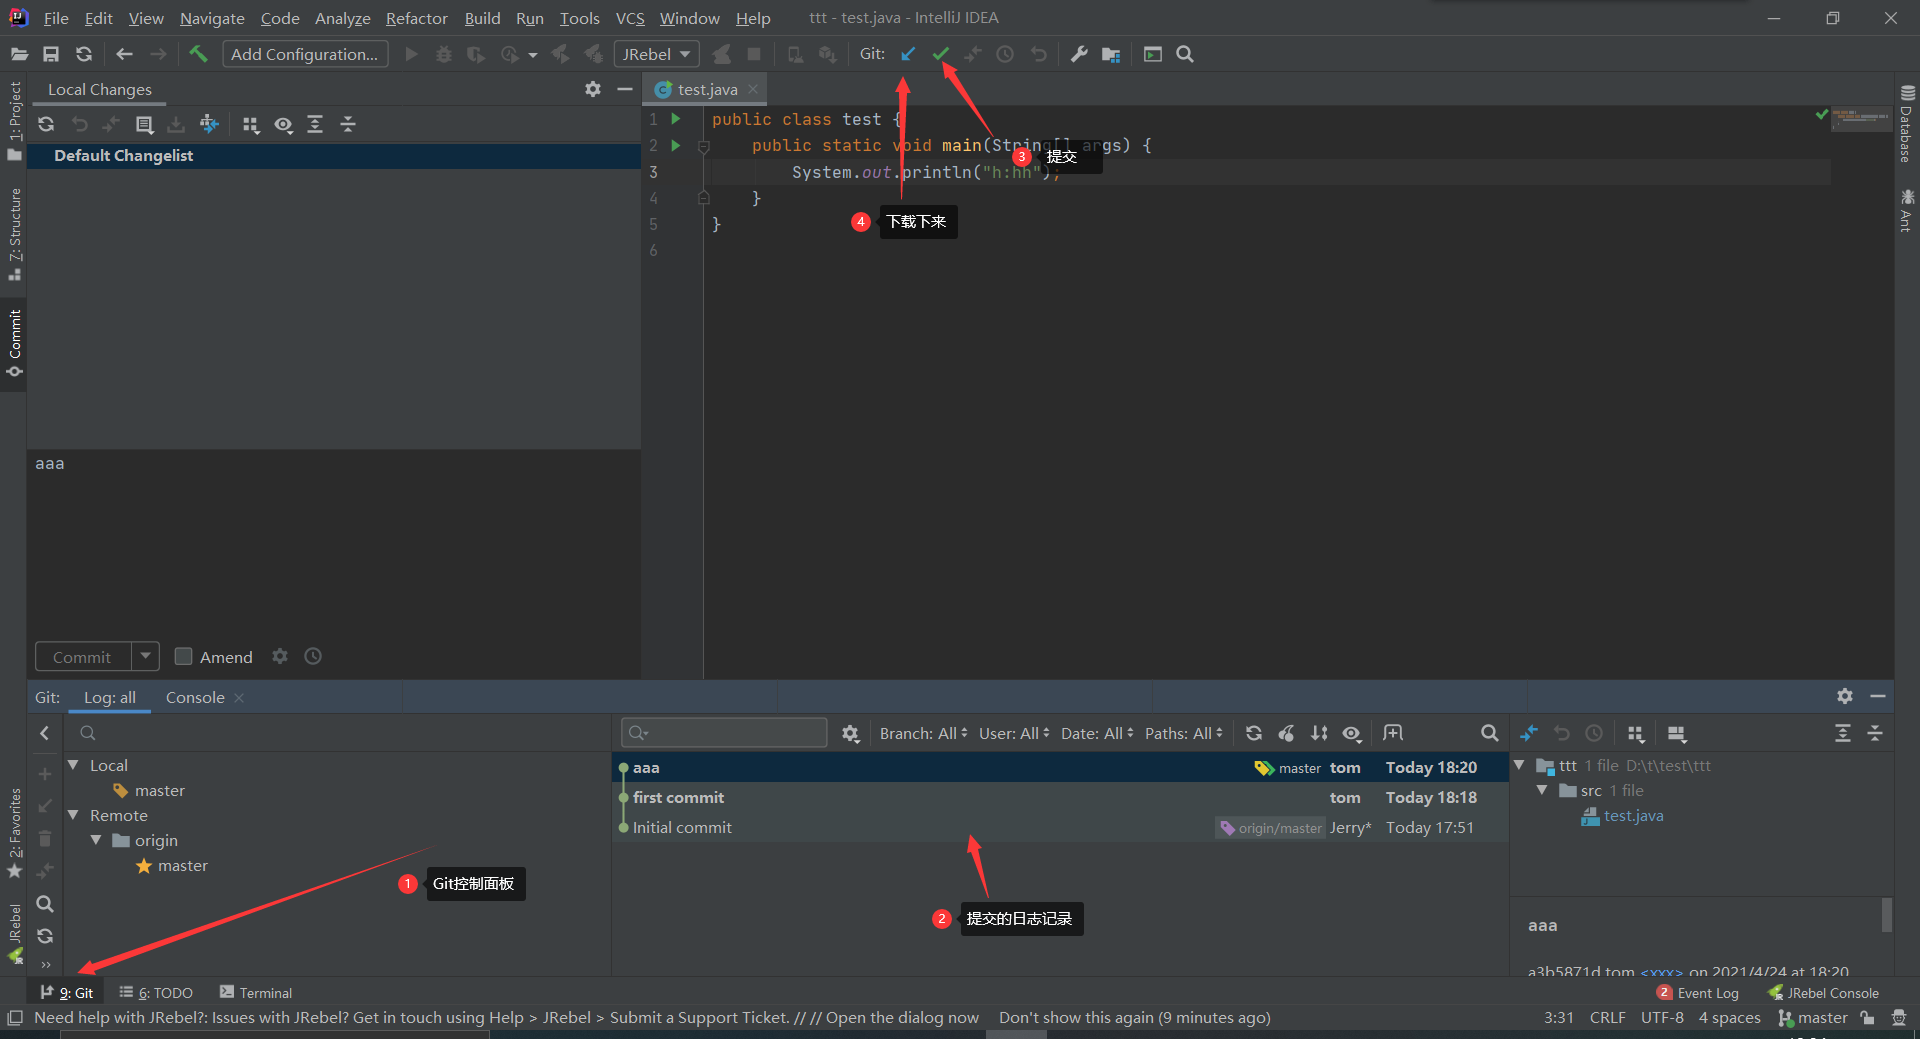 File Edit View Navigate Code Analyze Refactor Build Run Tools VCS Window Help ttt - test.java - IntelliJ IDEA
Add Configuration... JRebel Git:
1: Project
7: Structure
Commit
2: Favorites
JRebel
Local Changes
Default Changelist
aaa
Commit Amend
test.java
1 public class test {
2 public static void main(String[] args) {
3 System.out.println("h:hh");
4 }
5 }
6
3 提交
4 下载下来
Database
Ant
Git: Log: all Console
Branch: All User: All Date: All Paths: All
Local
master
Remote
origin
master
1 Git控制面板
aaa master tom Today 18:20
first commit tom Today 18:18
Initial commit origin/master Jerry* Today 17:51
2 提交的日志记录
ttt 1 file D:\t\test\ttt
src 1 file
test.java
aaa
a3b5871d tom <xxx> on 2021/4/24 at 18:20
9: Git 6: TODO Terminal 2 Event Log JRebel Console
Need help with JRebel?: Issues with JRebel? Get in touch using Help > JRebel > Submit a Support Ticket. // // Open the dialog now Don't show this again (9 minutes ago) 3:31 CRLF UTF-8 4 spaces master